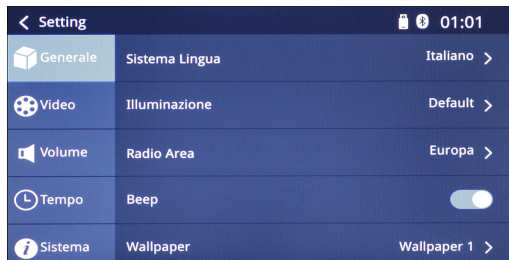 Setting 01:01
Generale Sistema Lingua Italiano
Video Illuminazione Default
Volume Radio Area Europa
Tempo Beep
Sistema Wallpaper Wallpaper 1